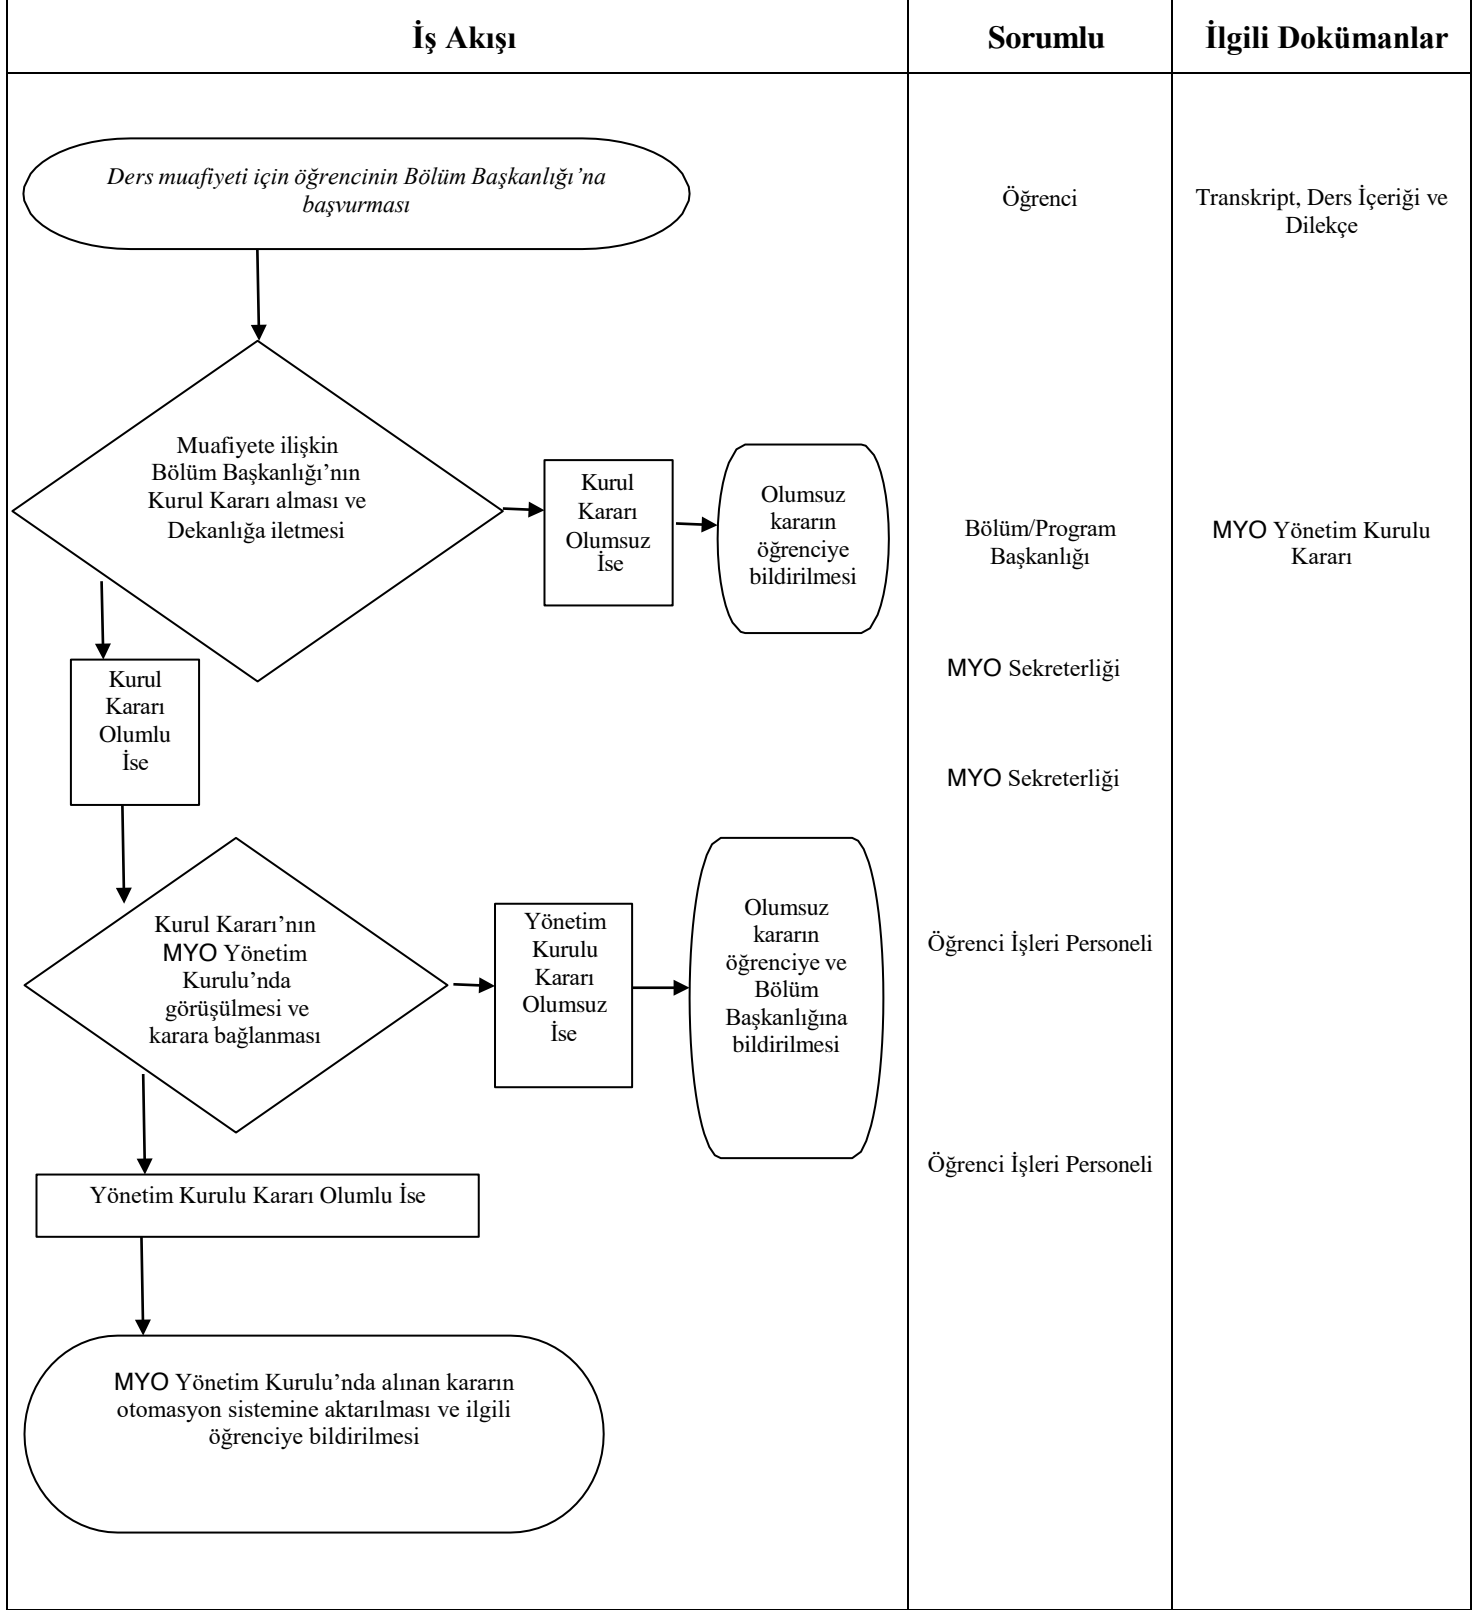 İş Akışı
Sorumlu
İlgili Dokümanlar
Ders muafiyeti için öğrencinin Bölüm Başkanlığı’na
başvurması
Öğrenci
Transkript, Ders İçeriği ve
Dilekçe
Muafiyete ilişkin
Bölüm Başkanlığı’nın
Kurul Kararı alması ve
Dekanlığa iletmesi
Kurul
Kararı
Olumsuz
İse
Olumsuz
kararın
öğrenciye
bildirilmesi
Bölüm/Program
Başkanlığı
MYO Yönetim Kurulu
Kararı
Kurul
Kararı
Olumlu
İse
MYO Sekreterliği
MYO Sekreterliği
Kurul Kararı’nın
MYO Yönetim
Kurulu’nda
görüşülmesi ve
karara bağlanması
Yönetim
Kurulu
Kararı
Olumsuz
İse
Olumsuz
kararın
öğrenciye ve
Bölüm
Başkanlığına
bildirilmesi
Öğrenci İşleri Personeli
Öğrenci İşleri Personeli
Yönetim Kurulu Kararı Olumlu İse
MYO Yönetim Kurulu’nda alınan kararın
otomasyon sistemine aktarılması ve ilgili
öğrenciye bildirilmesi